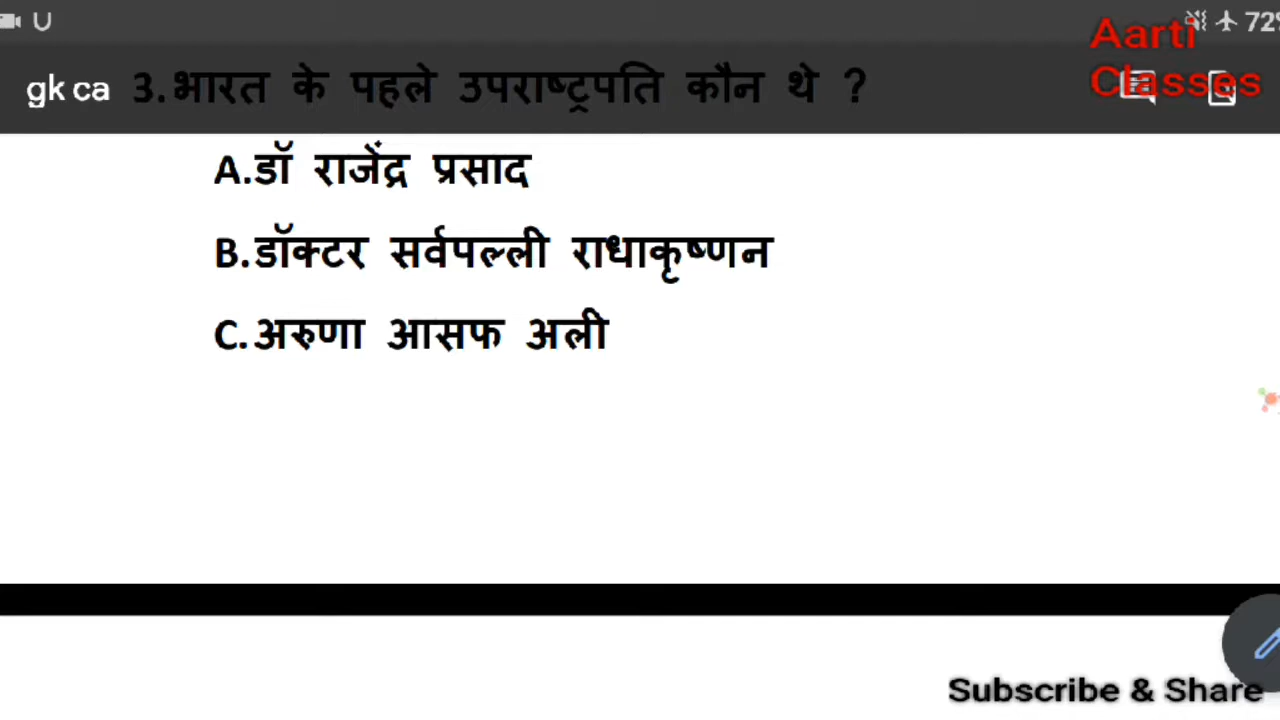 U 72%
Aarti
Classes
gk ca 3.भारत के पहले उपराष्ट्रपति कौन थे ?
A.डॉ राजेंद्र प्रसाद
B.डॉक्टर सर्वपल्ली राधाकृष्णन
C.अरुणा आसफ अली
Subscribe & Share